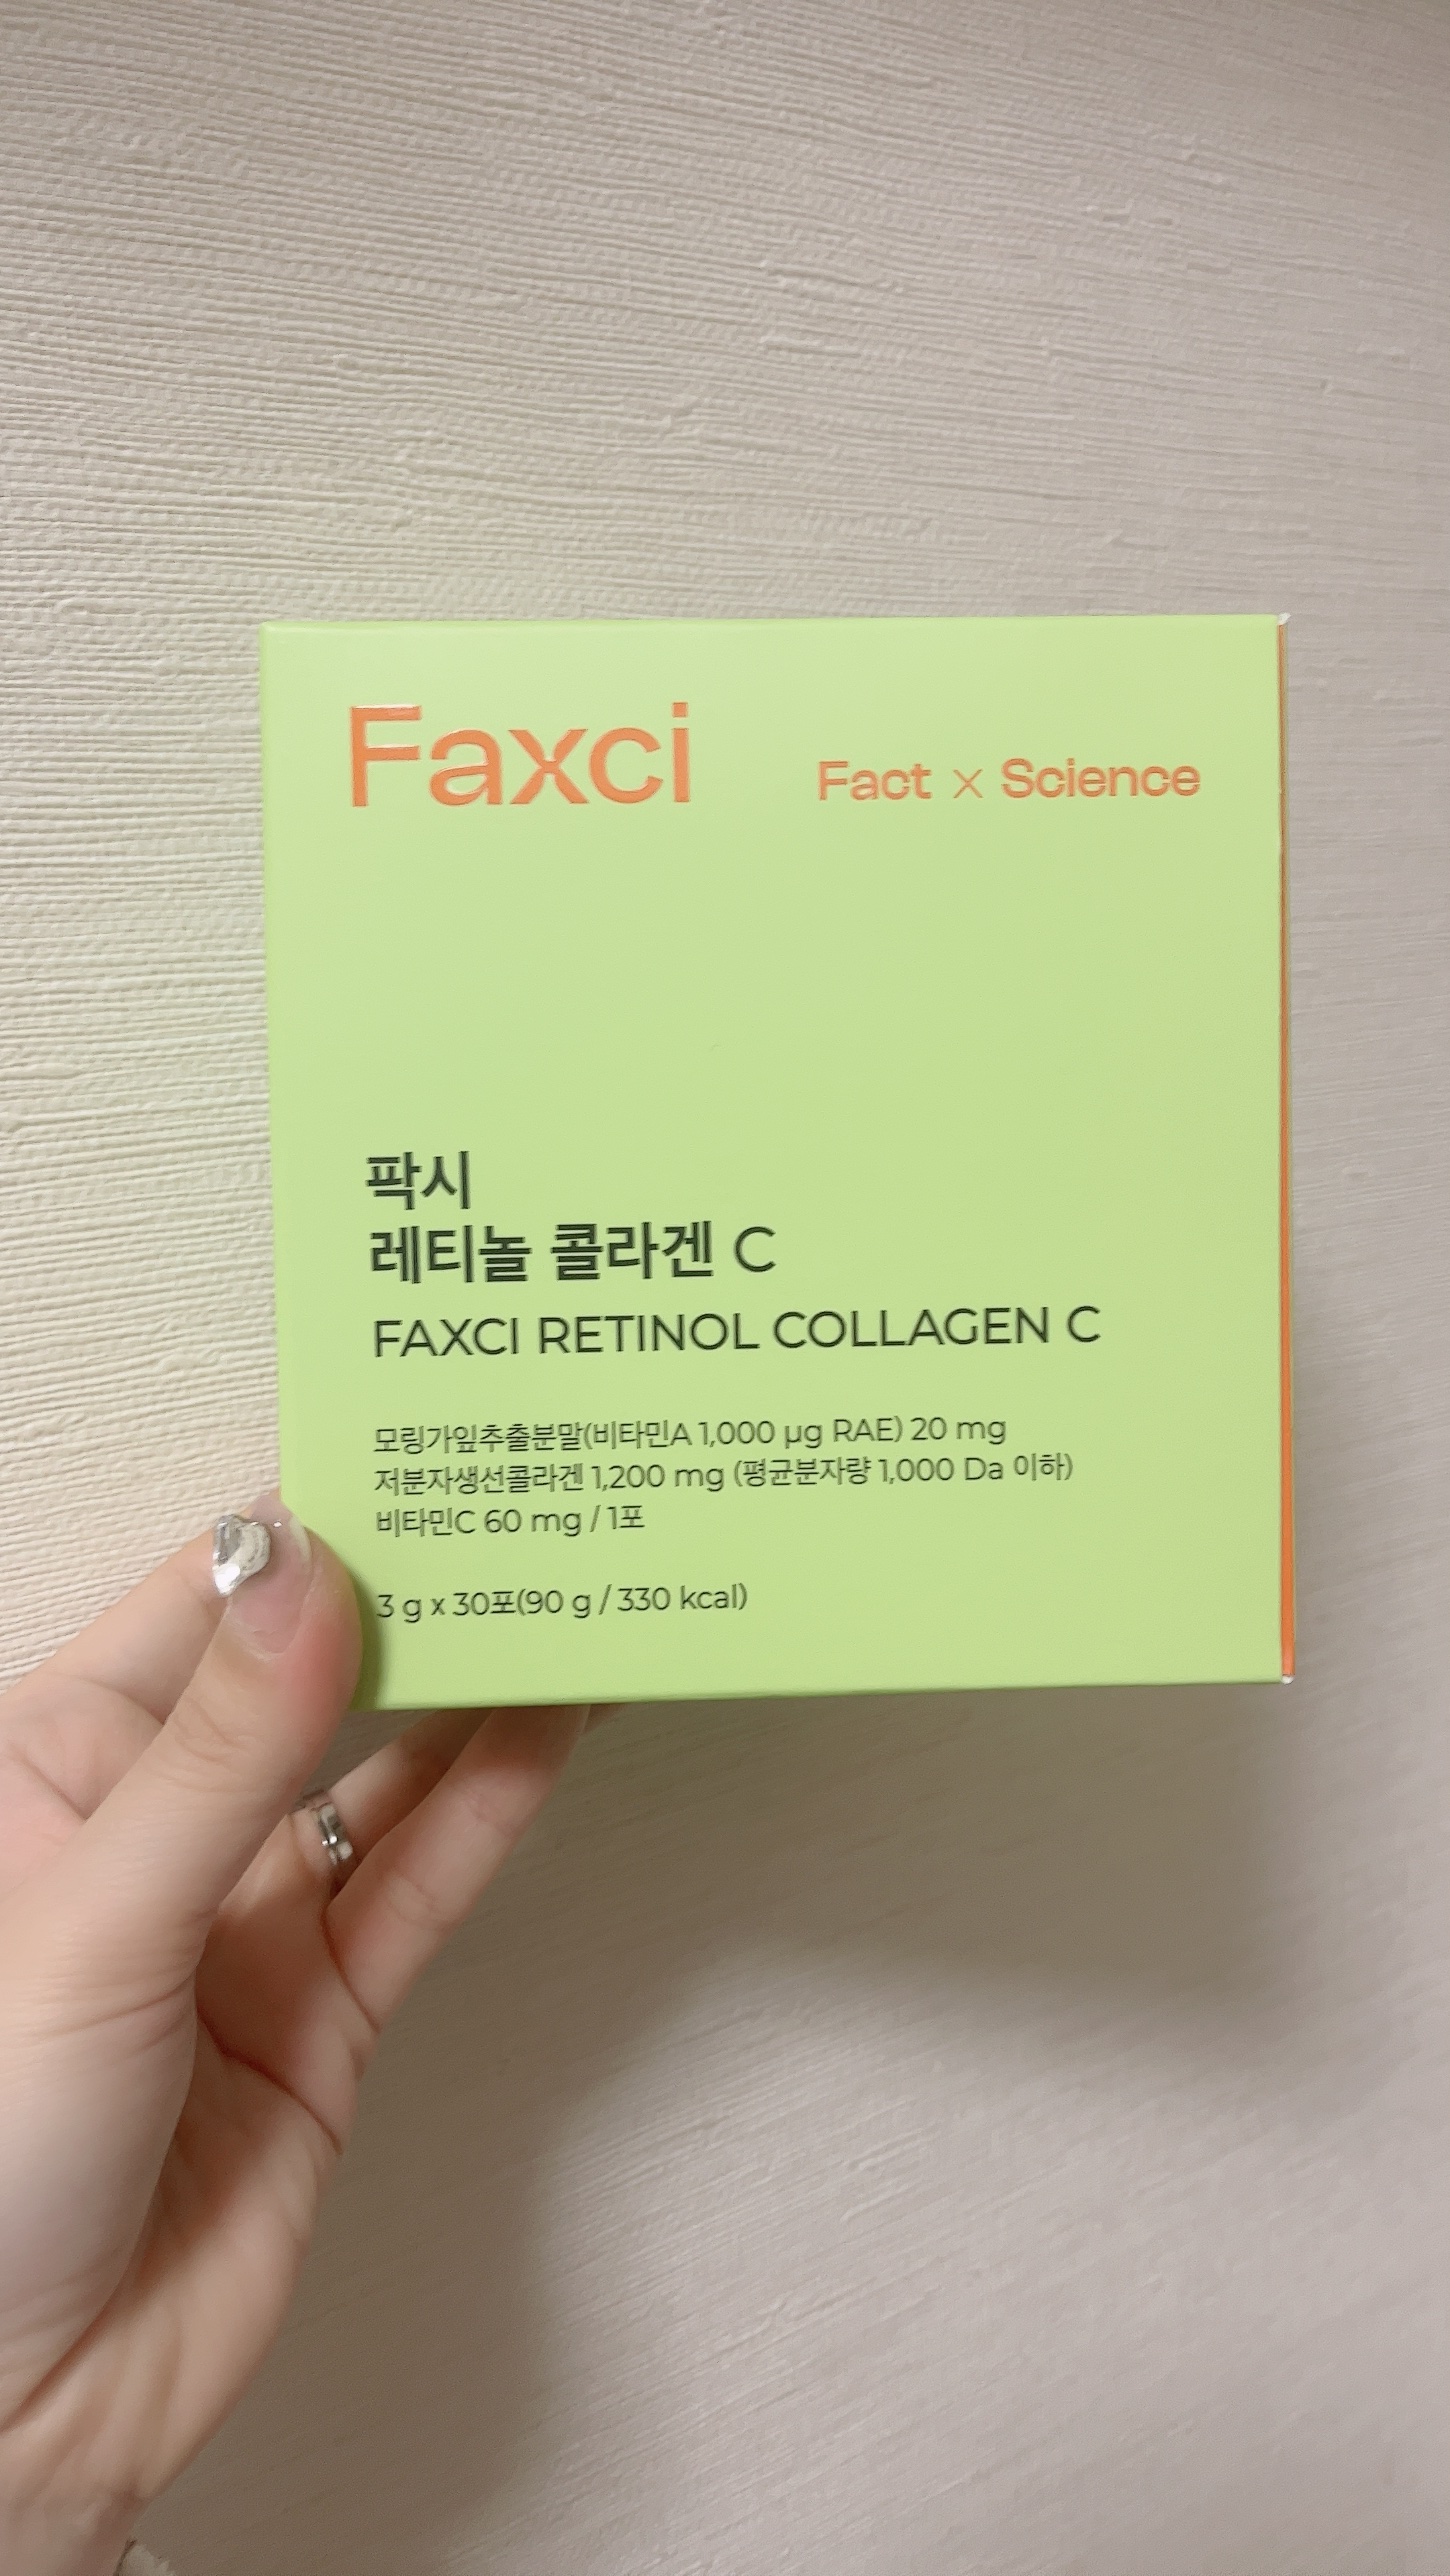 Faxci
Fact × Science
팍시
레티놀 콜라겐 C
FAXCI RETINOL COLLAGEN C
모링가잎추출분말(비타민A 1,000 µg RAE) 20 mg
저분자생선콜라겐 1,200 mg (평균분자량 1,000 Da 이하)
비타민C 60 mg / 1포
3 g x 30포(90 g / 330 kcal)